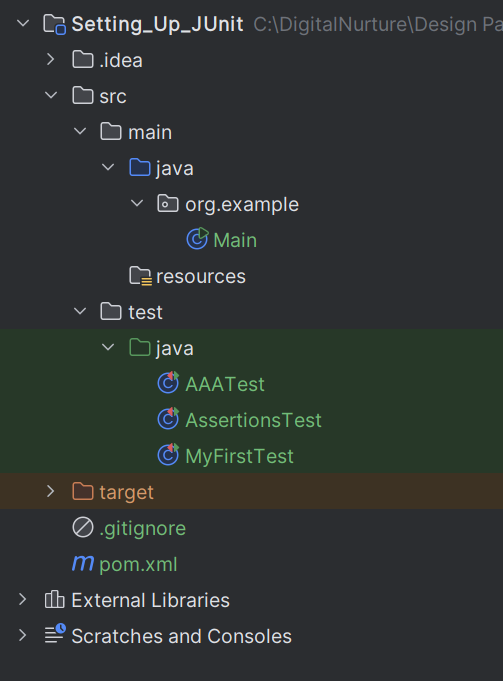 Setting_Up_JUnit C:\DigitalNurture\Design Pa
.idea
src
main
java
org.example
Main
resources
test
java
AAATest
AssertionsTest
MyFirstTest
target
.gitignore
m pom.xml
External Libraries
Scratches and Consoles